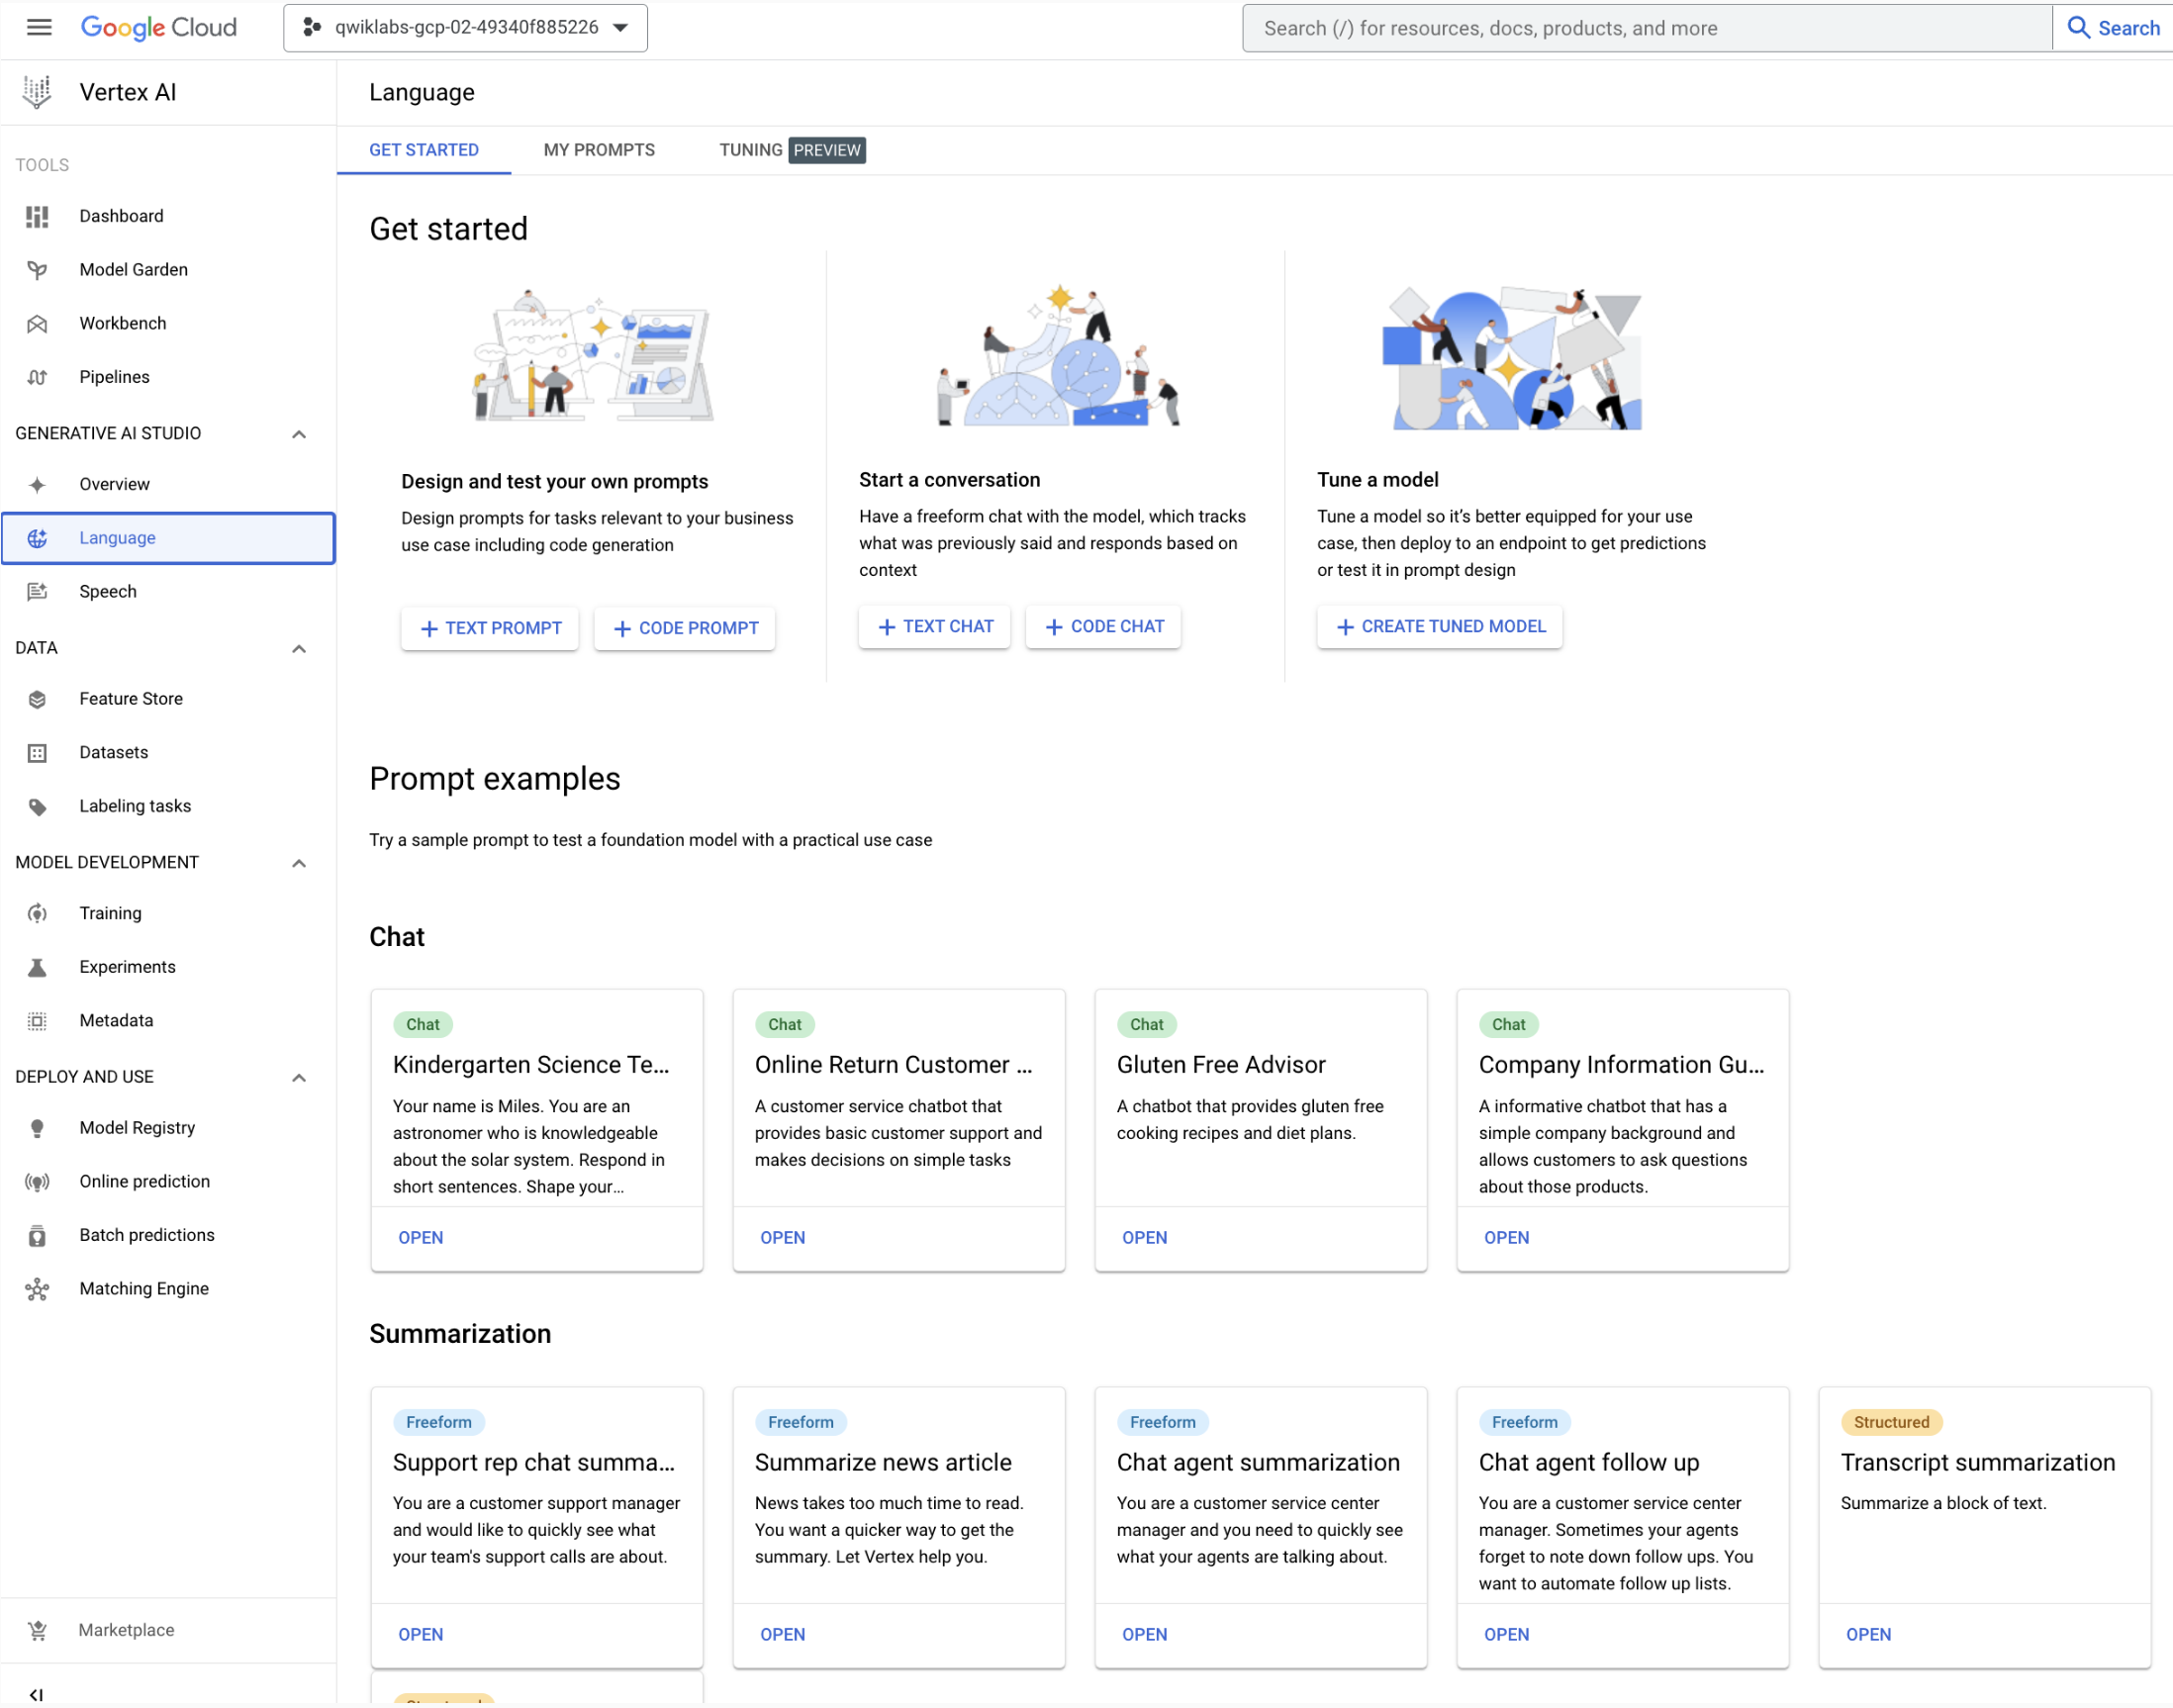 Google Cloud
qwiklabs-gcp-02-49340f885226
Search (/) for resources, docs, products, and more
Search
Vertex AI
Language
TOOLS
Dashboard
Model Garden
Workbench
Pipelines
GENERATIVE AI STUDIO
Overview
Language
Speech
DATA
Feature Store
Datasets
Labeling tasks
MODEL DEVELOPMENT
Training
Experiments
Metadata
DEPLOY AND USE
Model Registry
Online prediction
Batch predictions
Matching Engine
Marketplace
GET STARTED
MY PROMPTS
TUNING PREVIEW
Get started
Design and test your own prompts
Design prompts for tasks relevant to your business
use case including code generation
TEXT PROMPT
CODE PROMPT
Start a conversation
Have a freeform chat with the model, which tracks
what was previously said and responds based on
context
TEXT CHAT
CODE CHAT
Tune a model
Tune a model so it’s better equipped for your use
case, then deploy to an endpoint to get predictions
or test it in prompt design
CREATE TUNED MODEL
Prompt examples
Try a sample prompt to test a foundation model with a practical use case
Chat
Chat
Kindergarten Science Te...
Your name is Miles. You are an
astronomer who is knowledgeable
about the solar system. Respond in
short sentences. Shape your...
OPEN
Chat
Online Return Customer ...
A customer service chatbot that
provides basic customer support and
makes decisions on simple tasks
OPEN
Chat
Gluten Free Advisor
A chatbot that provides gluten free
cooking recipes and diet plans.
OPEN
Chat
Company Information Gu...
A informative chatbot that has a
simple company background and
allows customers to ask questions
about those products.
OPEN
Summarization
Freeform
Support rep chat summa...
You are a customer support manager
and would like to quickly see what
your team's support calls are about.
OPEN
Freeform
Summarize news article
News takes too much time to read.
You want a quicker way to get the
summary. Let Vertex help you.
OPEN
Freeform
Chat agent summarization
You are a customer service center
manager and you need to quickly see
what your agents are talking about.
OPEN
Freeform
Chat agent follow up
You are a customer service center
manager. Sometimes your agents
forget to note down follow ups. You
want to automate follow up lists.
OPEN
Structured
Transcript summarization
Summarize a block of text.
OPEN